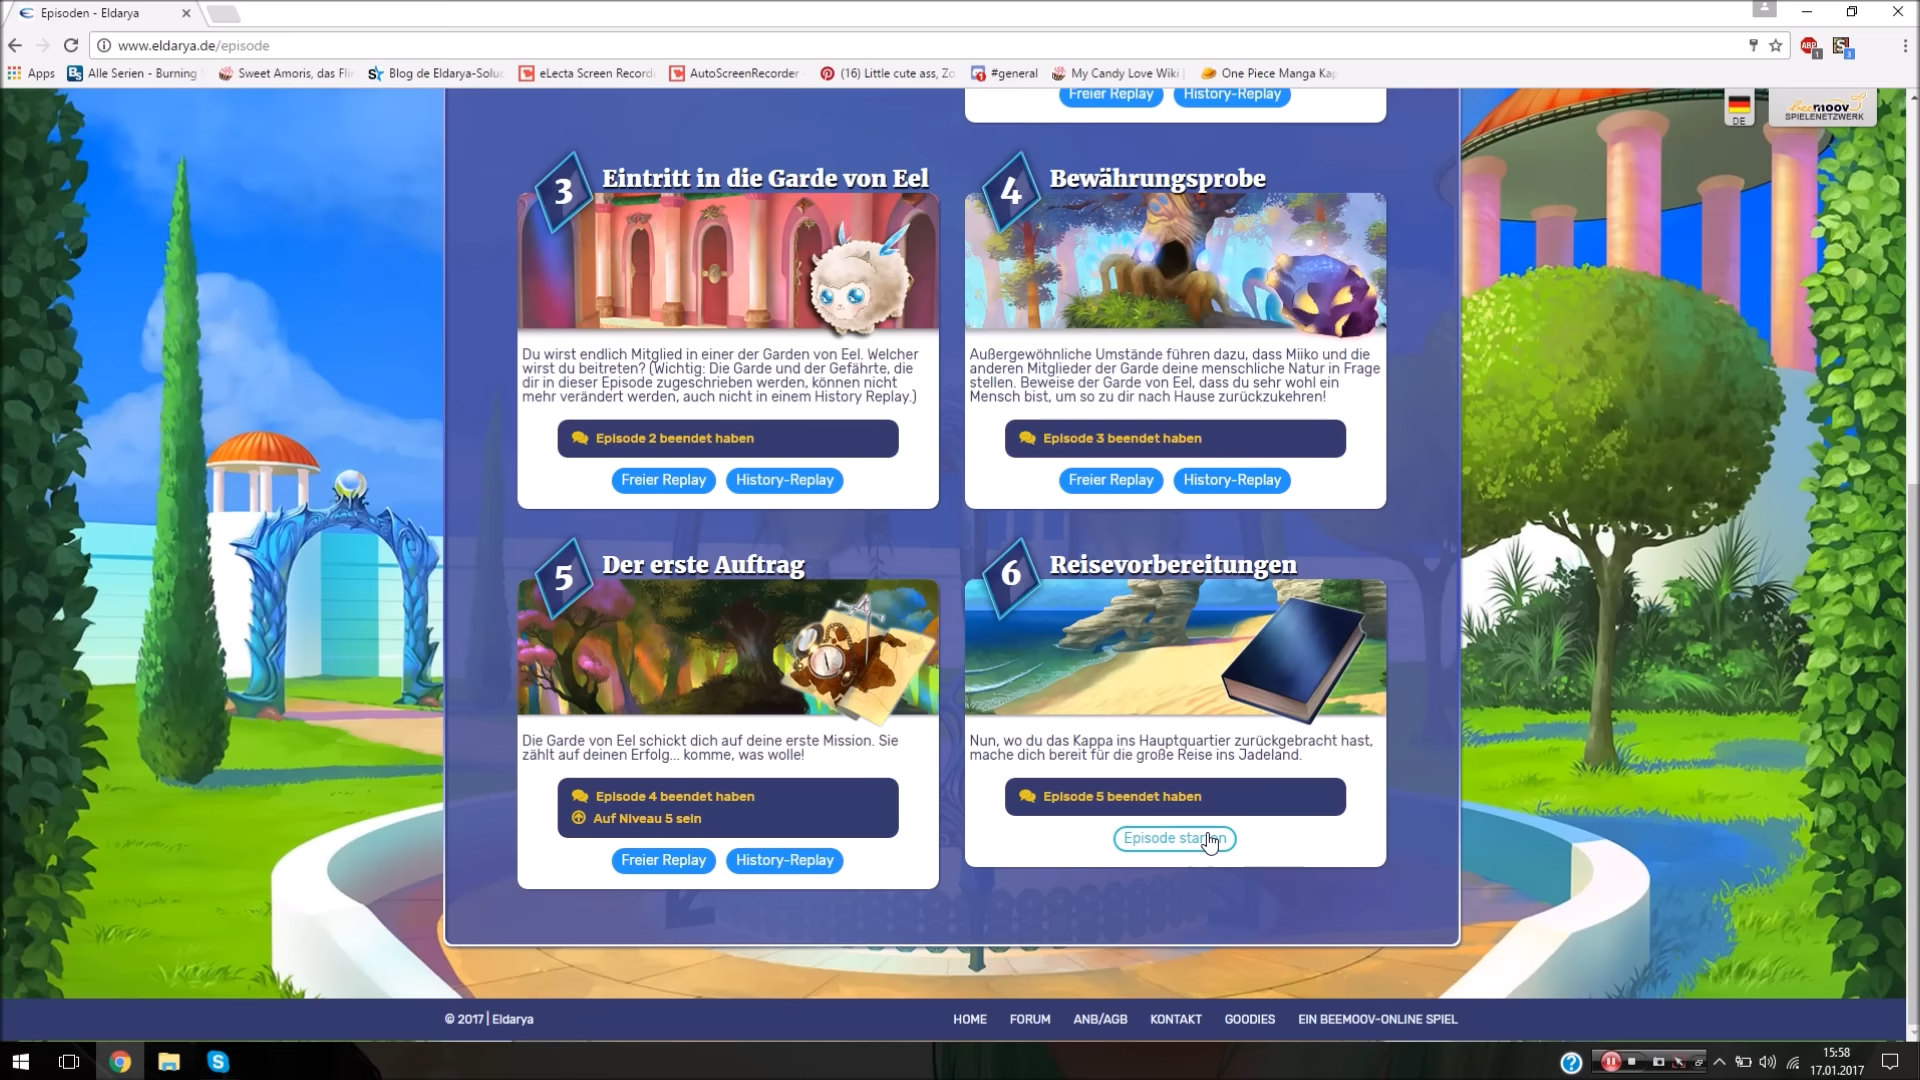 Episoden - Eldarya
www.eldarya.de/episode
Apps
Alle Serien - Burning
Sweet Amoris, das Flir
Blog de Eldarya-Soluc
eLecta Screen Record
AutoScreenRecorder
(16) Little cute ass, Zo
#general
My Candy Love Wiki |
One Piece Manga Kap
Freier Replay
History-Replay
DE
beemoov
SPIELENETZWERK
3
Eintritt in die Garde von Eel
Du wirst endlich Mitglied in einer der Garden von Eel. Welcher
wirst du beitreten? (Wichtig: Die Garde und der Gefährte, die
dir in dieser Episode zugeschrieben werden, können nicht
mehr verändert werden, auch nicht in einem History Replay.)
Episode 2 beendet haben
Freier Replay
History-Replay
4
Bewährungsprobe
Außergewöhnliche Umstände führen dazu, dass Miiko und die
anderen Mitglieder der Garde deine menschliche Natur in Frage
stellen. Beweise der Garde von Eel, dass du sehr wohl ein
Mensch bist, um so zu dir nach Hause zurückzukehren!
Episode 3 beendet haben
Freier Replay
History-Replay
5
Der erste Auftrag
Die Garde von Eel schickt dich auf deine erste Mission. Sie
zählt auf deinen Erfolg... komme, was wolle!
Episode 4 beendet haben
Auf Niveau 5 sein
Freier Replay
History-Replay
6
Reisevorbereitungen
Nun, wo du das Kappa ins Hauptquartier zurückgebracht hast,
mache dich bereit für die große Reise ins Jadeland.
Episode 5 beendet haben
Episode starten
© 2017 | Eldarya
HOME
FORUM
ANB/AGB
KONTAKT
GOODIES
EIN BEEMOOV-ONLINE SPIEL
15:58
17.01.2017